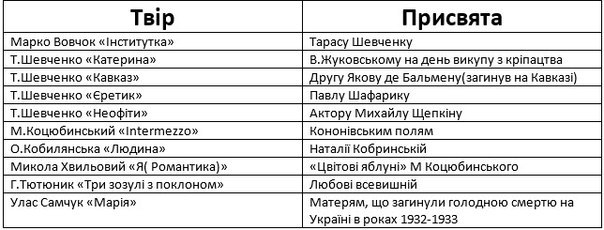 Твір Присвята
Марко Вовчок «Інститутка» Тарасу Шевченку
Т.Шевченко «Катерина» В.Жуковському на день викупу з кріпацтва
Т.Шевченко «Кавказ» Другу Якову де Бальмену(загинув на Кавказі)
Т.Шевченко «Єретик» Павлу Шафарику
Т.Шевченко «Неофіти» Актору Михайлу Щепкіну
М.Коцюбинський «Intermezzo» Кононівським полям
О.Кобилянська «Людина» Наталії Кобринській
Микола Хвильовий «Я( Романтика)» «Цвітові яблуні» М Коцюбинського
Г.Тютюник «Три зозулі з поклоном» Любові всевишній
Улас Самчук «Марія» Матерям, що загинули голодною смертю на
Україні в роках 1932-1933